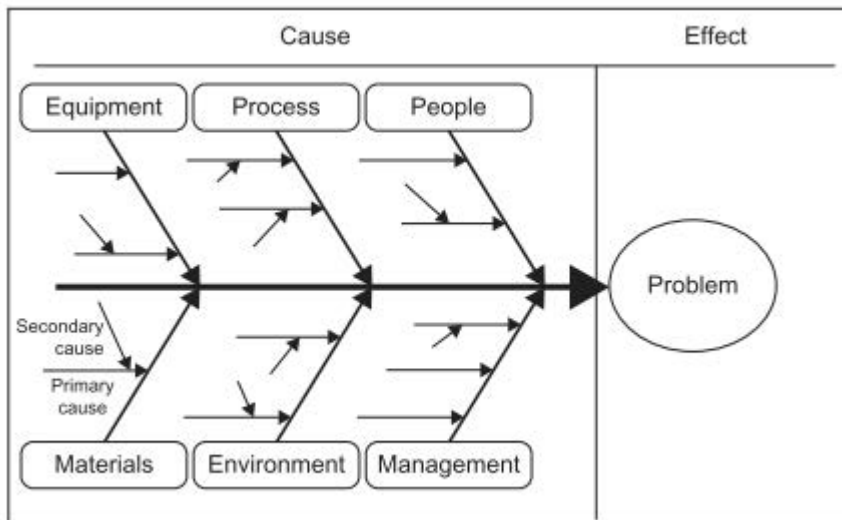 Cause
Effect
Equipment
Process
People
Problem
Secondary
cause
Primary
cause
Materials
Environment
Management